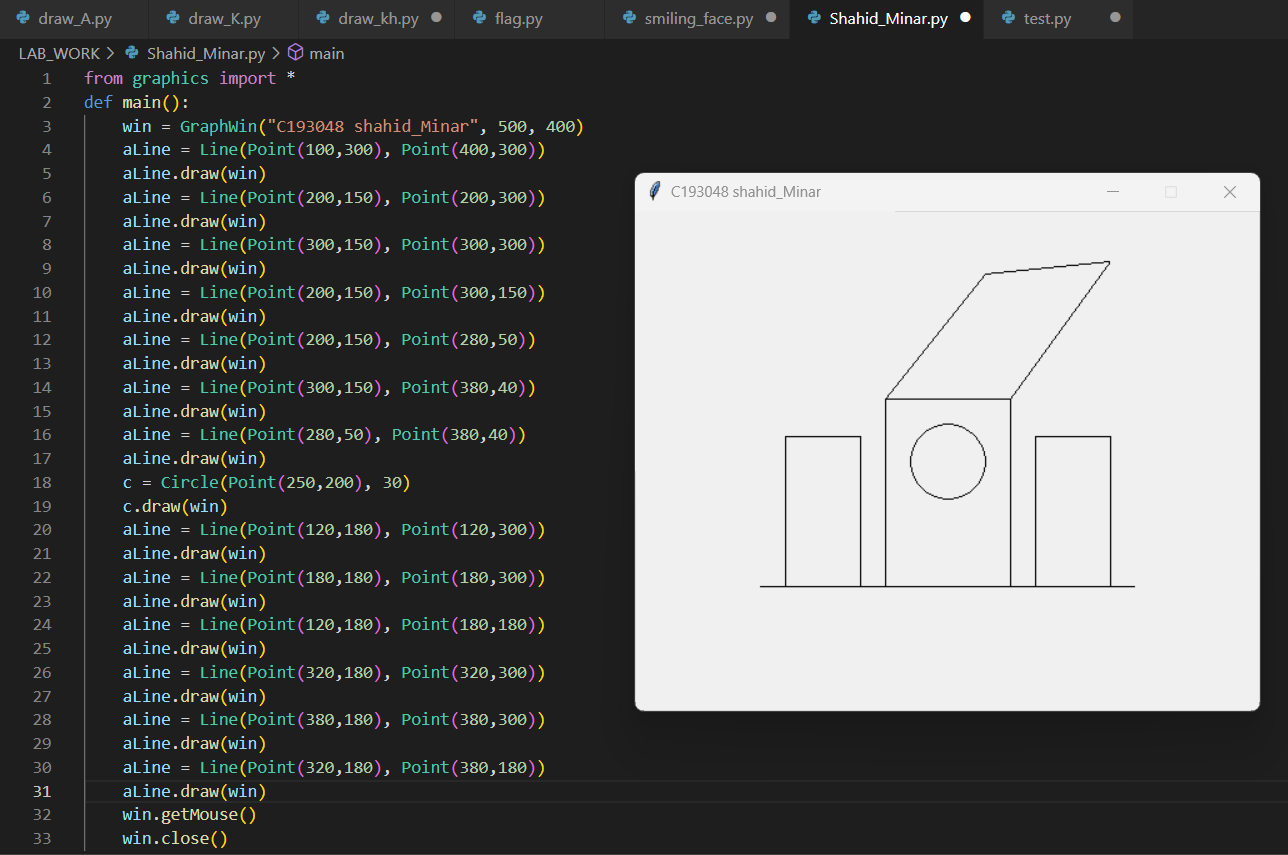 draw_A.py draw_K.py draw_kh.py flag.py smiling_face.py Shahid_Minar.py test.py
LAB_WORK > Shahid_Minar.py > main
1 from graphics import *
2 def main():
3 win = GraphWin("C193048 shahid_Minar", 500, 400)
4 aLine = Line(Point(100,300), Point(400,300))
5 aLine.draw(win)
6 aLine = Line(Point(200,150), Point(200,300))
7 aLine.draw(win)
8 aLine = Line(Point(300,150), Point(300,300))
9 aLine.draw(win)
10 aLine = Line(Point(200,150), Point(300,150))
11 aLine.draw(win)
12 aLine = Line(Point(200,150), Point(280,50))
13 aLine.draw(win)
14 aLine = Line(Point(300,150), Point(380,40))
15 aLine.draw(win)
16 aLine = Line(Point(280,50), Point(380,40))
17 aLine.draw(win)
18 c = Circle(Point(250,200), 30)
19 c.draw(win)
20 aLine = Line(Point(120,180), Point(120,300))
21 aLine.draw(win)
22 aLine = Line(Point(180,180), Point(180,300))
23 aLine.draw(win)
24 aLine = Line(Point(120,180), Point(180,180))
25 aLine.draw(win)
26 aLine = Line(Point(320,180), Point(320,300))
27 aLine.draw(win)
28 aLine = Line(Point(380,180), Point(380,300))
29 aLine.draw(win)
30 aLine = Line(Point(320,180), Point(380,180))
31 aLine.draw(win)
32 win.getMouse()
33 win.close()
C193048 shahid_Minar